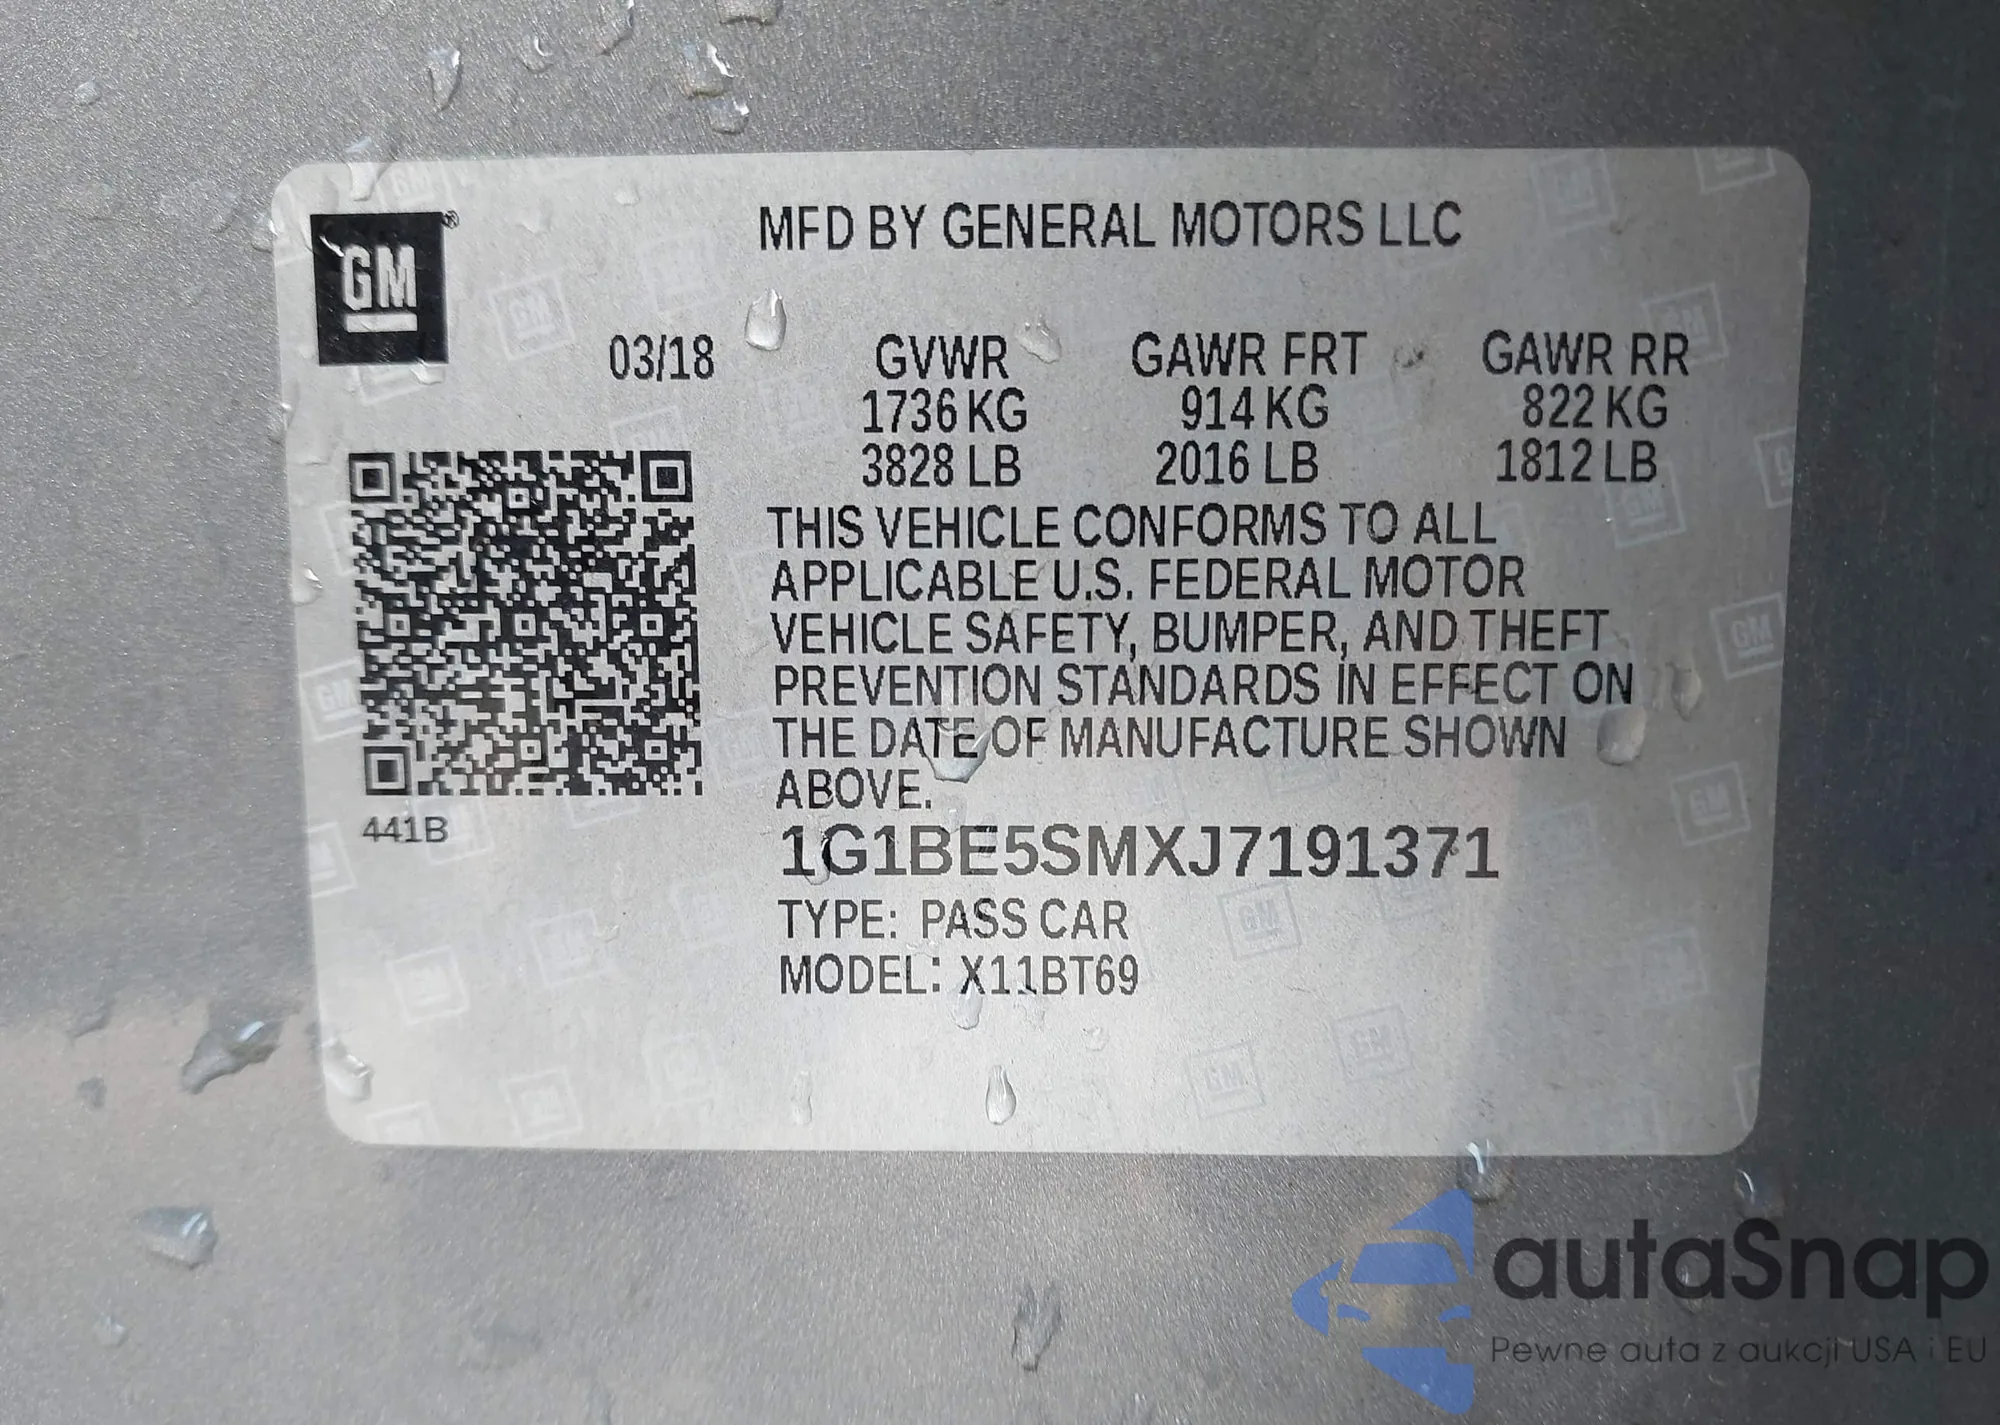 GM®
MFD BY GENERAL MOTORS LLC
03/18 GVWR GAWR FRT GAWR RR
1736 KG 914 KG 822 KG
3828 LB 2016 LB 1812 LB
THIS VEHICLE CONFORMS TO ALL
APPLICABLE U.S. FEDERAL MOTOR
VEHICLE SAFETY, BUMPER, AND THEFT
PREVENTION STANDARDS IN EFFECT ON
THE DATE OF MANUFACTURE SHOWN
ABOVE.
441B
1G1BE5SMXJ7191371
TYPE: PASS CAR
MODEL: X11BT69
autaSnap
Pewne auta z aukcji USA i EU